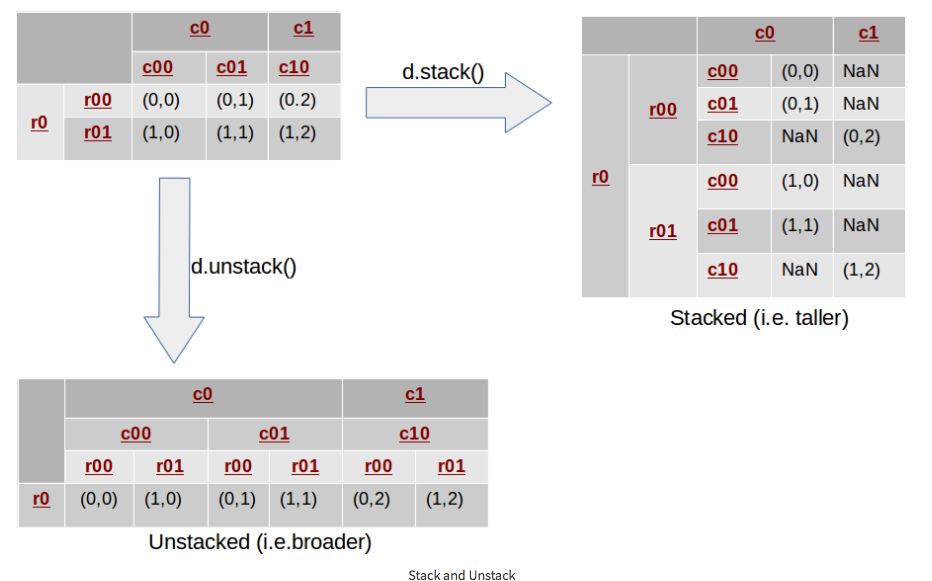 c0 c1
c00 c01 c10
r0 r00 (0,0) (0,1) (0.2)
r01 (1,0) (1,1) (1,2)
d.stack()
c0 c1
r0 r00 c00 (0,0) NaN
c01 (0,1) NaN
c10 NaN (0,2)
r01 c00 (1,0) NaN
c01 (1,1) NaN
c10 NaN (1,2)
Stacked (i.e. taller)
d.unstack()
c0 c1
c00 c01 c10
r00 r01 r00 r01 r00 r01
r0 (0,0) (1,0) (0,1) (1,1) (0,2) (1,2)
Unstacked (i.e.broader)
Stack and Unstack